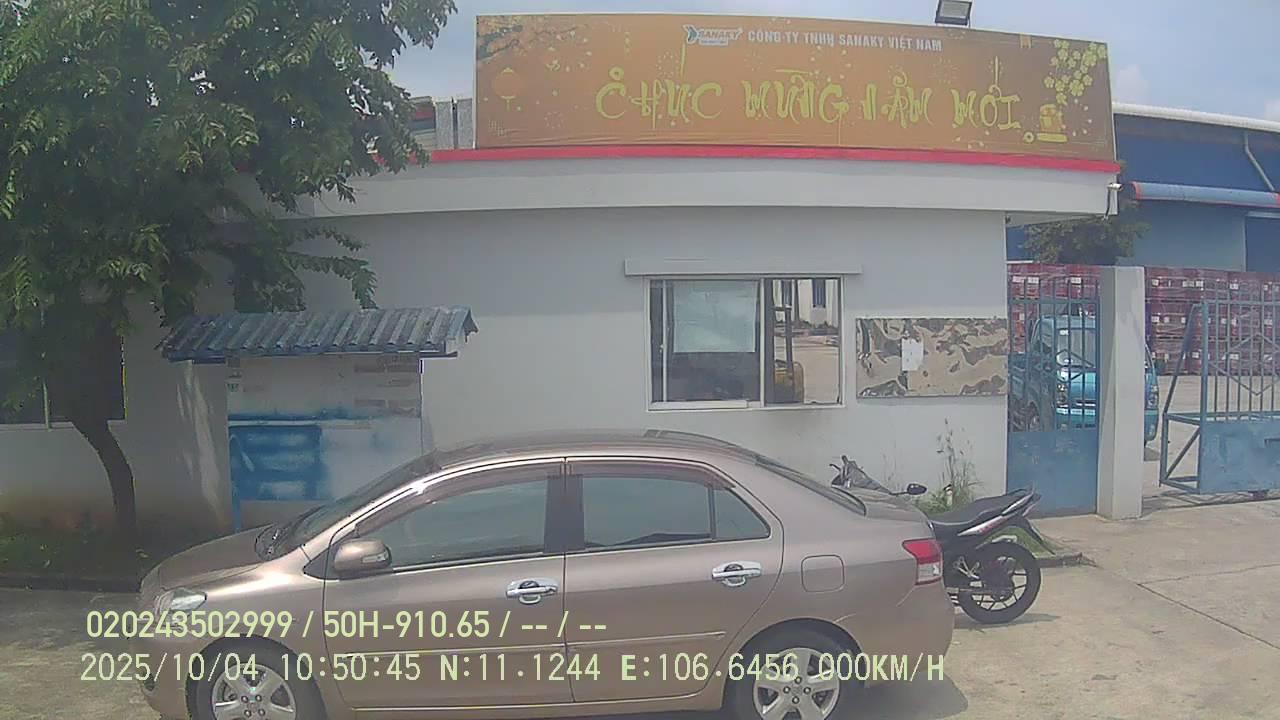 SANAKY CÔNG TY TNHH SANAKY VIỆT NAM
CHÚC MỪNG NĂM MỚI
020243502999 / 50H-910.65 / -- / --
2025/10/04 10:50:45 N:11.1244 E:106.6456 000KM/H